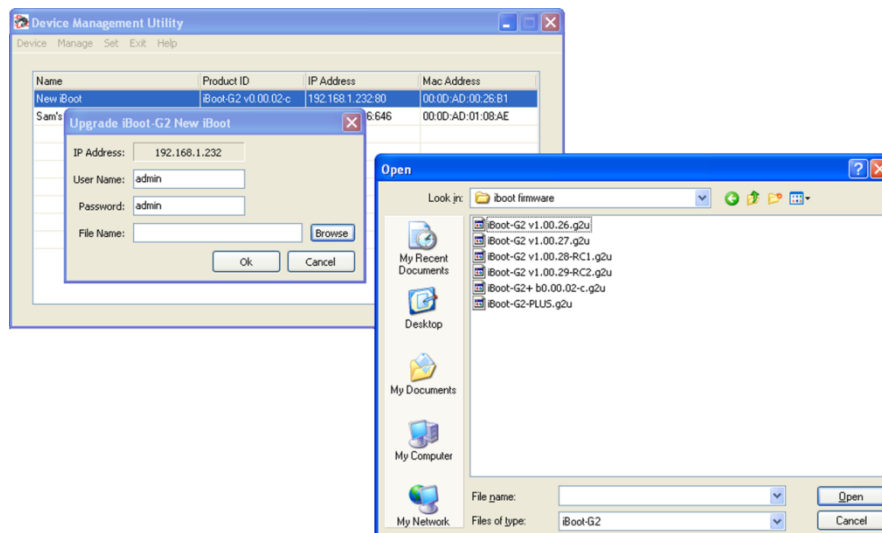 Device Management Utility
Device Manage Set Exit Help
Name Product ID IP Address Mac Address
New iBoot iBoot-G2 v0.00.02-c 192.168.1.232:80 00:0D:AD:00:26:B1
Sam's 6:646 00:0D:AD:01:08:AE
Upgrade iBoot-G2 New iBoot
IP Address: 192.168.1.232
User Name: admin
Password: admin
File Name: Browse
Ok Cancel
Open
Look in: iboot firmware
My Recent Documents
Desktop
My Documents
My Computer
My Network
iBoot-G2 v1.00.26.g2u
iBoot-G2 v1.00.27.g2u
iBoot-G2 v1.00.28-RC1.g2u
iBoot-G2 v1.00.29-RC2.g2u
iBoot-G2+ b0.00.02-c.g2u
iBoot-G2-PLUS.g2u
File name: Open
Files of type: iBoot-G2 Cancel